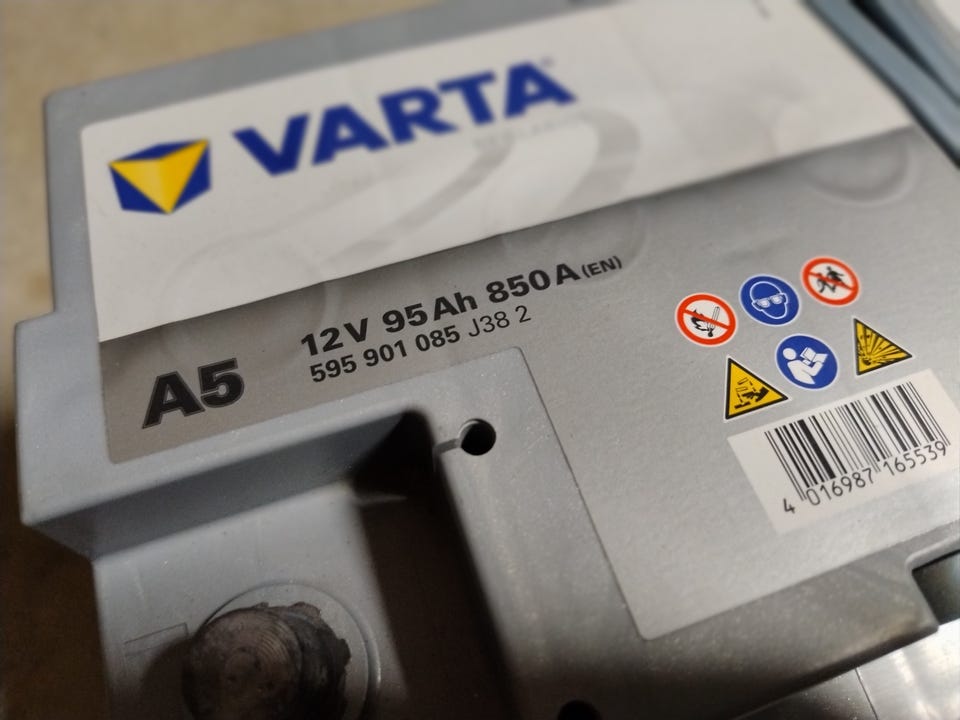 VARTA
12V 95Ah 850A (EN)
595 901 085 J38 2
A5
4 016987 165539